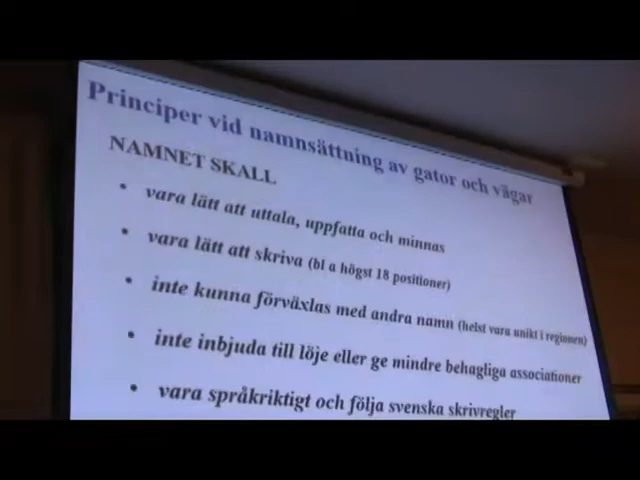 Principer vid namnsättning av gator och vägar
NAMNET SKALL
• vara lätt att uttala, uppfatta och minnas
• vara lätt att skriva (bl a högst 18 positioner)
• inte kunna förväxlas med andra namn (helst vara unikt i regionen)
• inte inbjuda till löje eller ge mindre behagliga associationer
• vara språkriktigt och följa svenska skrivregler